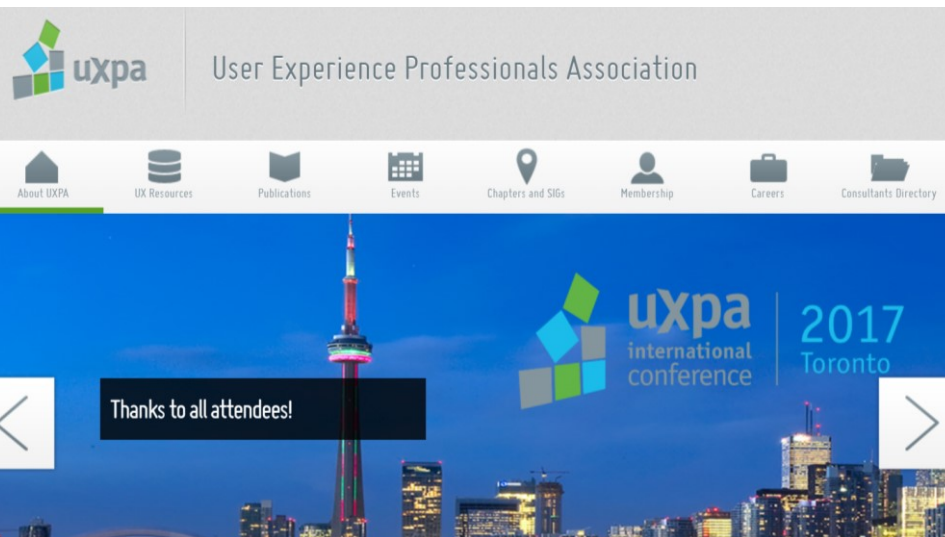 uxpa
User Experience Professionals Association
About UXPA
UX Resources
Publications
Events
Chapters and SIGs
Membership
Careers
Consultants Directory
uxpa
international
conference
2017
Toronto
Thanks to all attendees!